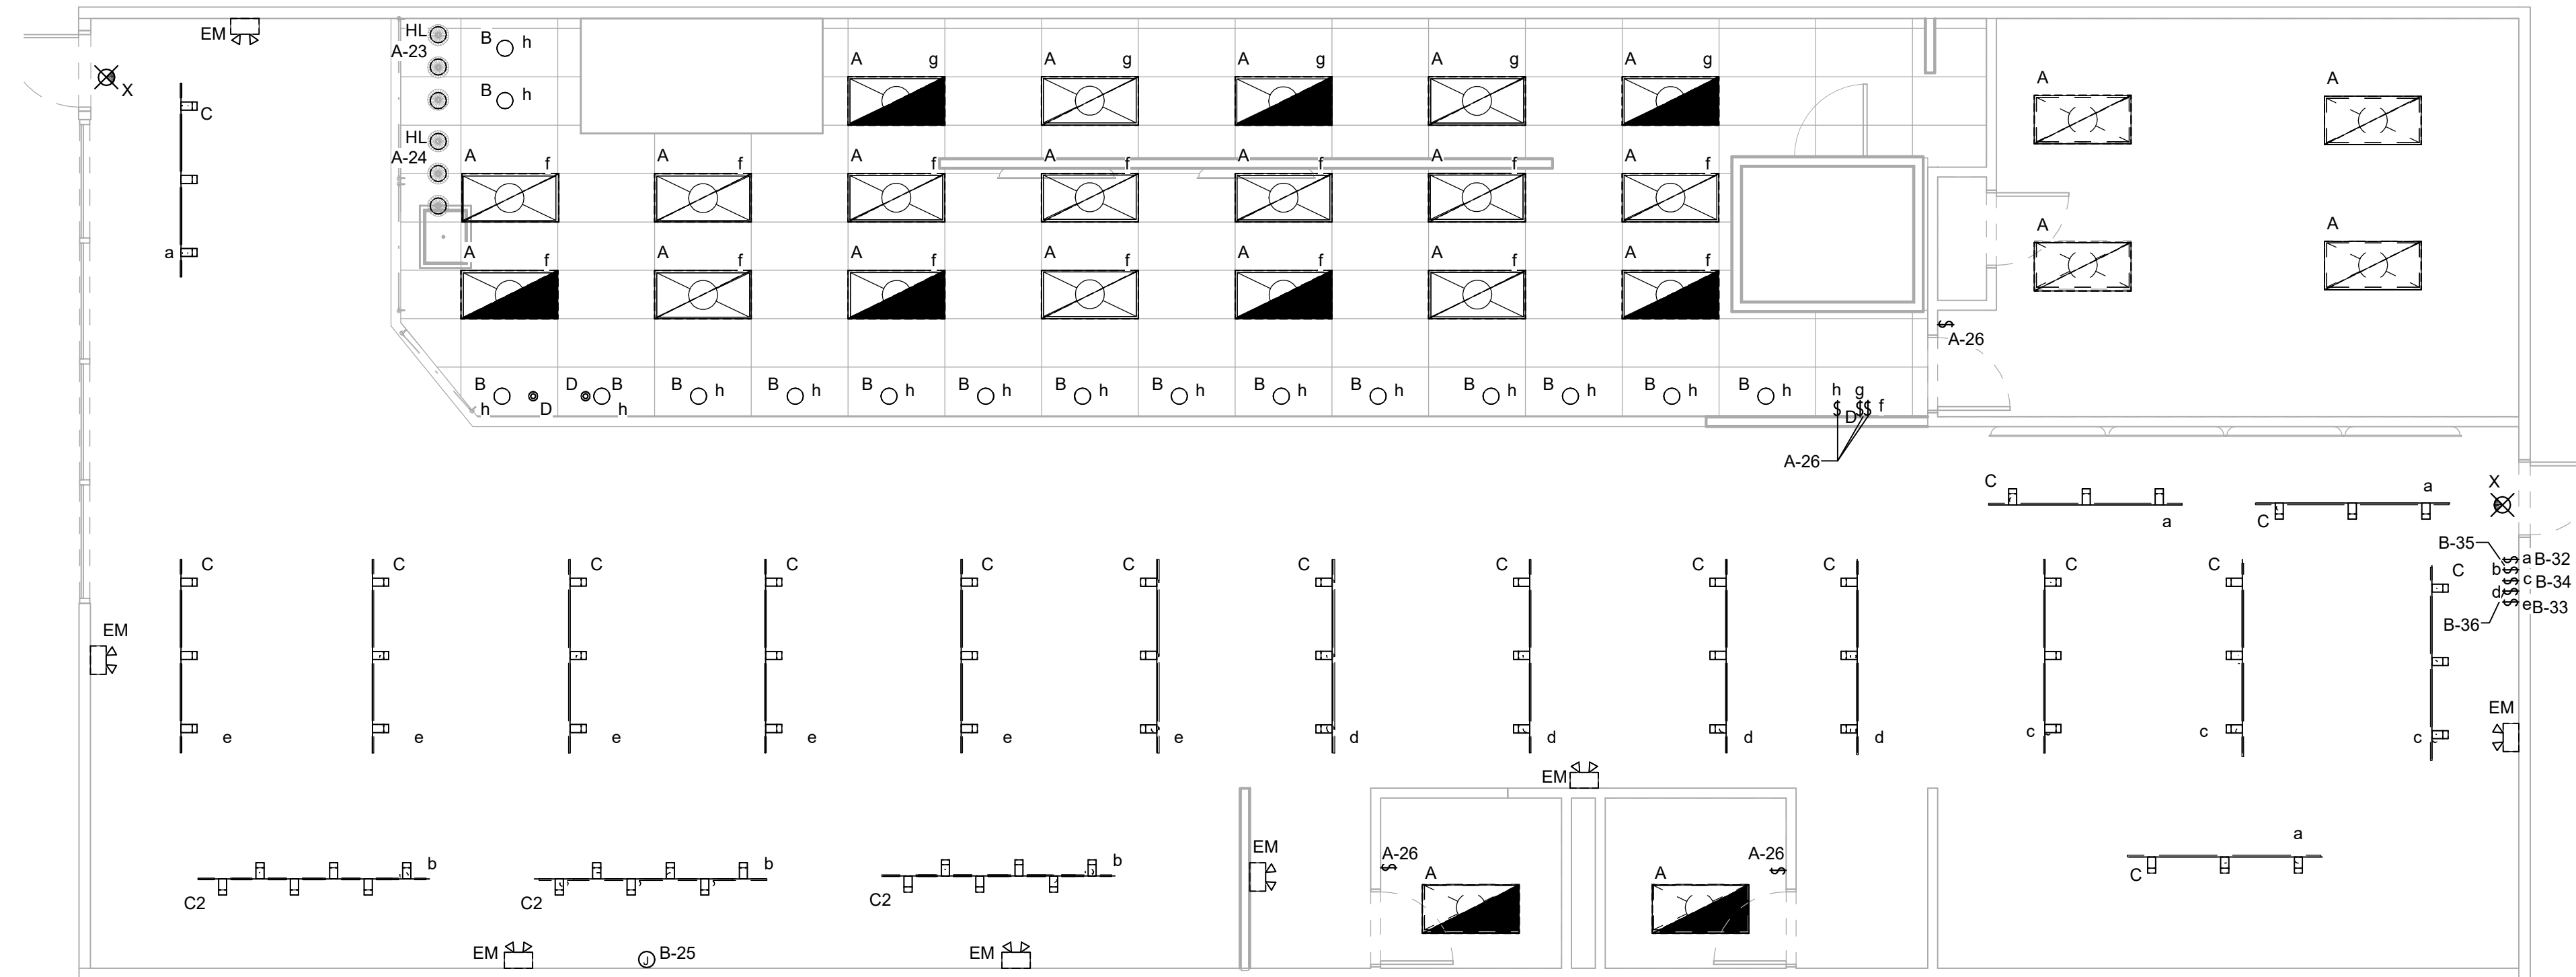 EM
HL
A-23
B h
X
B h
C
A g A g A g A g A g
A A
HL
A-24
A f A f A f A f A f A f A f
a
A f A f A f A f A f A f A f
A A
A-26
B h D
D B h
B h B h B h B h B h B h B h B h B h B h B h B h
h g f
D
A-26
C a
C a
X
C C C C C C C C C C C C C
B-35
a B-32
b
c B-34
d
e B-33
B-36
EM
e e e e e e d d d d c c c
EM
EM
b b b
C2 C2 C2
EM
A-26
A
A-26
A
a
C
EM
J B-25
EM